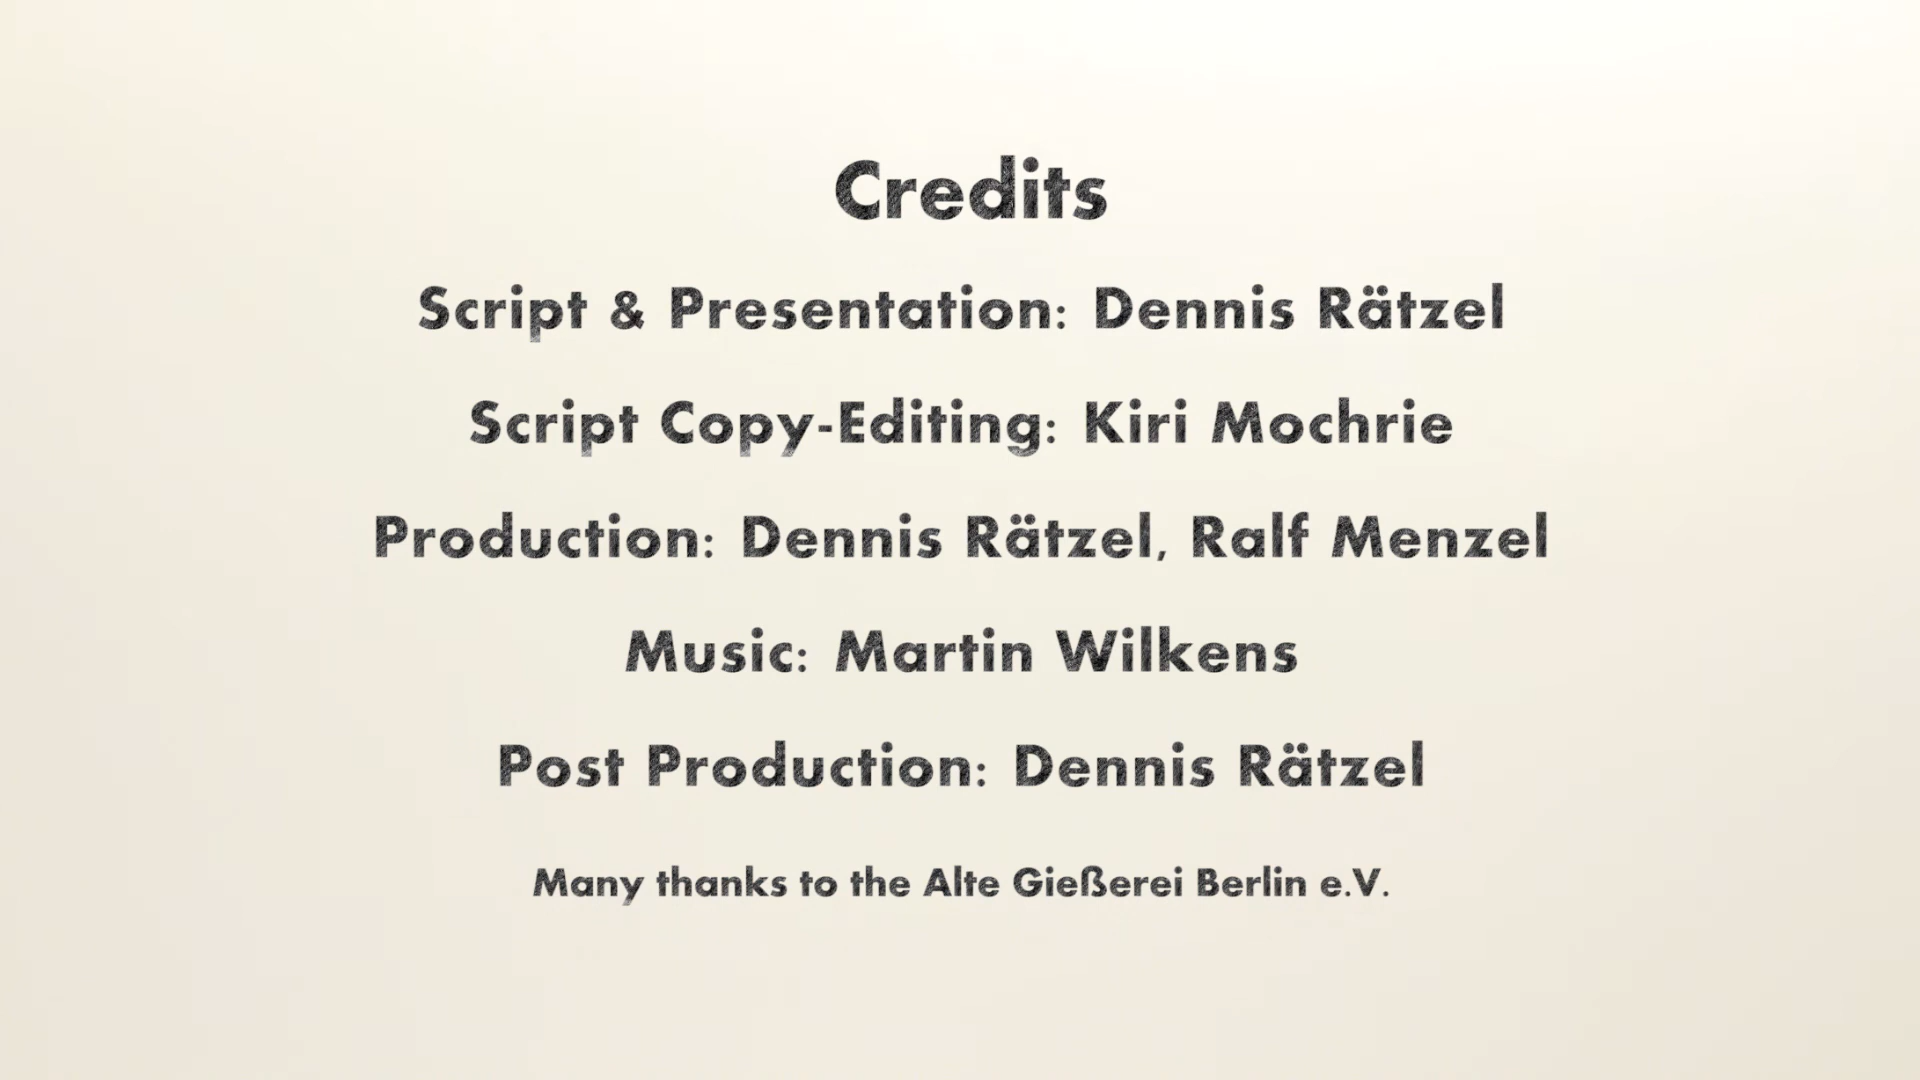 Credits
Script & Presentation: Dennis Rätzel
Script Copy-Editing: Kiri Mochrie
Production: Dennis Rätzel, Ralf Menzel
Music: Martin Wilkens
Post Production: Dennis Rätzel
Many thanks to the Alte Gießerei Berlin e.V.